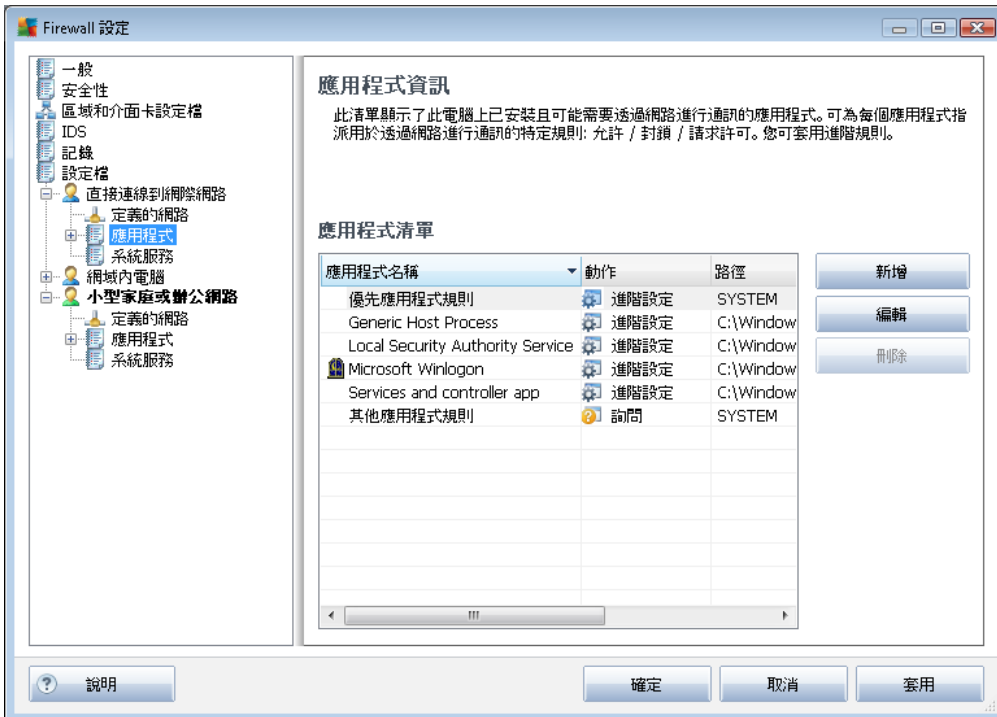 Firewall 設定
一般
安全性
區域和介面卡設定檔
IDS
記錄
設定檔
直接連線到網際網路
定義的網路
應用程式
系統服務
網域內電腦
小型家庭或辦公網路
定義的網路
應用程式
系統服務
應用程式資訊
此清單顯示了此電腦上已安裝且可能需要透過網路進行通訊的應用程式。可為每個應用程式指
派用於透過網路進行通訊的特定規則: 允許 / 封鎖 / 請求許可。您可套用進階規則。
應用程式清單
應用程式名稱 動作 路徑
優先應用程式規則 進階設定 SYSTEM
Generic Host Process 進階設定 C:\Window
Local Security Authority Service 進階設定 C:\Window
Microsoft Winlogon 進階設定 C:\Window
Services and controller app 進階設定 C:\Window
其他應用程式規則 詢問 SYSTEM
新增
編輯
刪除
說明
確定
取消
套用